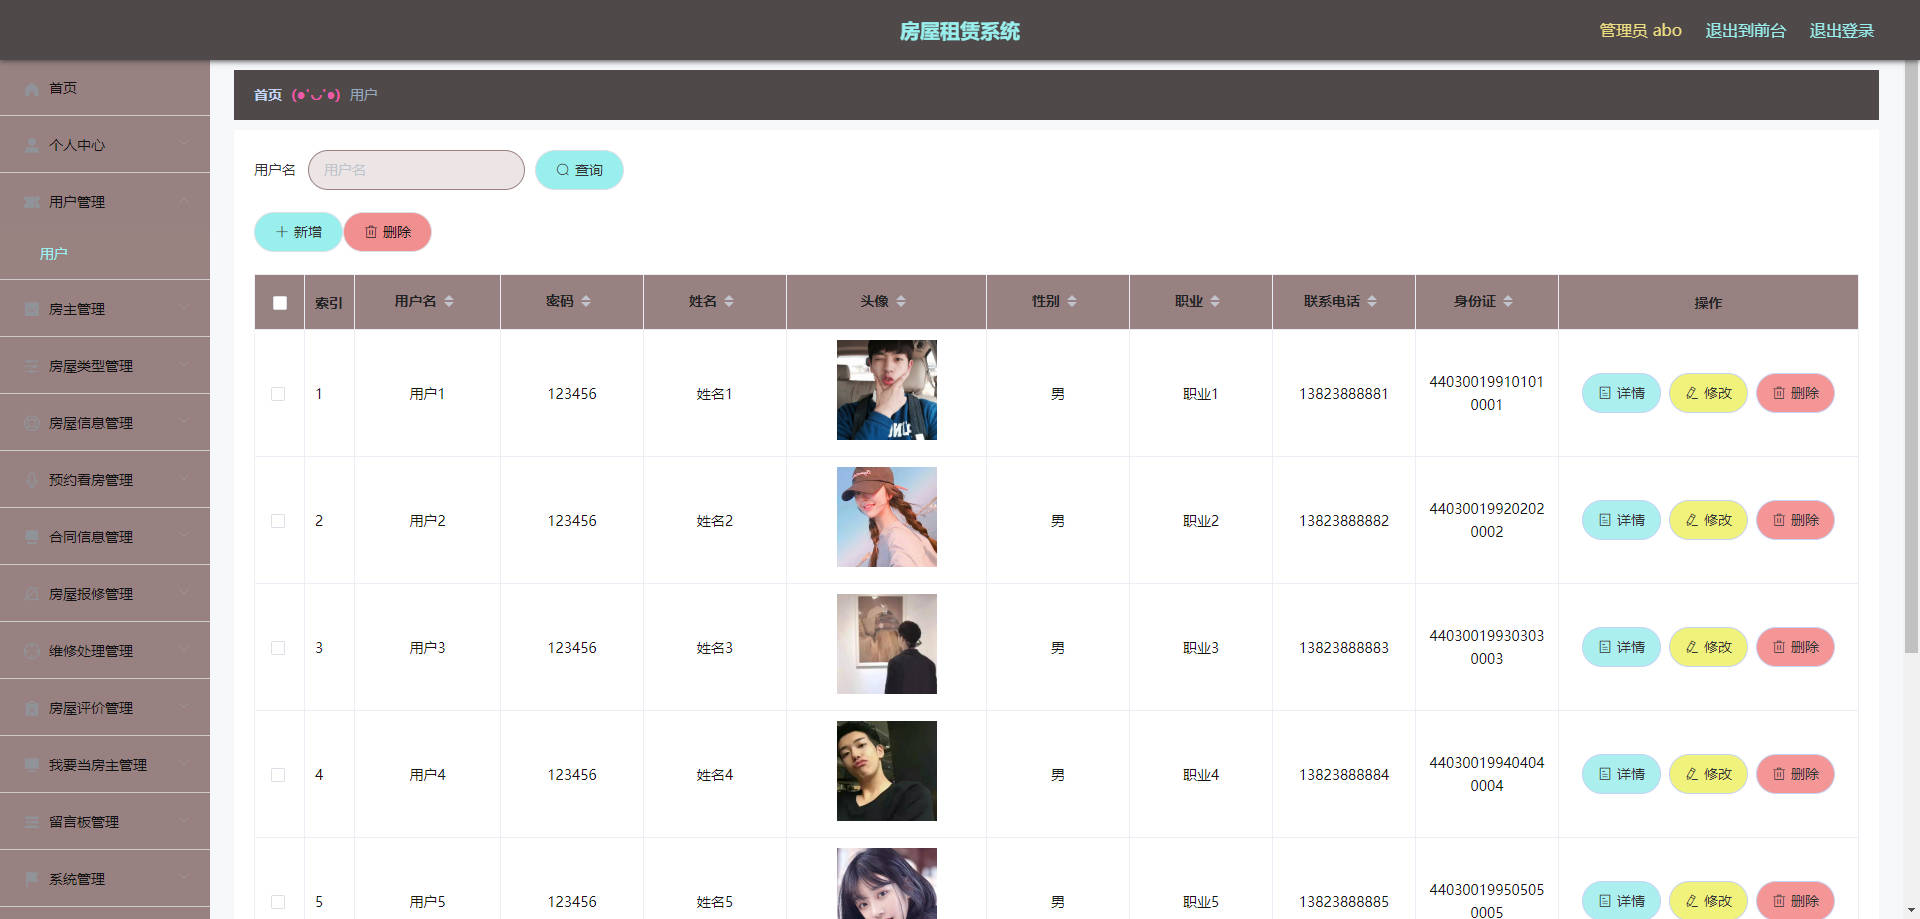 房屋租赁系统
管理员 abo 退出到前台 退出登录
首页
个人中心
用户管理
用户
房主管理
房屋类型管理
房屋信息管理
预约看房管理
合同信息管理
房屋报修管理
维修处理管理
房屋评价管理
我要当房主管理
留言板管理
系统管理
首页 (●'◡'●) 用户
用户名 用户名 查询
新增 删除
索引 用户名 密码 姓名 头像 性别 职业 联系电话 身份证 操作
1 用户1 123456 姓名1 男 职业1 13823888881 44030019910101 详情 修改 删除
0001
2 用户2 123456 姓名2 男 职业2 13823888882 44030019920202 详情 修改 删除
0002
3 用户3 123456 姓名3 男 职业3 13823888883 44030019930303 详情 修改 删除
0003
4 用户4 123456 姓名4 男 职业4 13823888884 44030019940404 详情 修改 删除
0004
5 用户5 123456 姓名5 男 职业5 13823888885 44030019950505 详情 修改 删除
0005